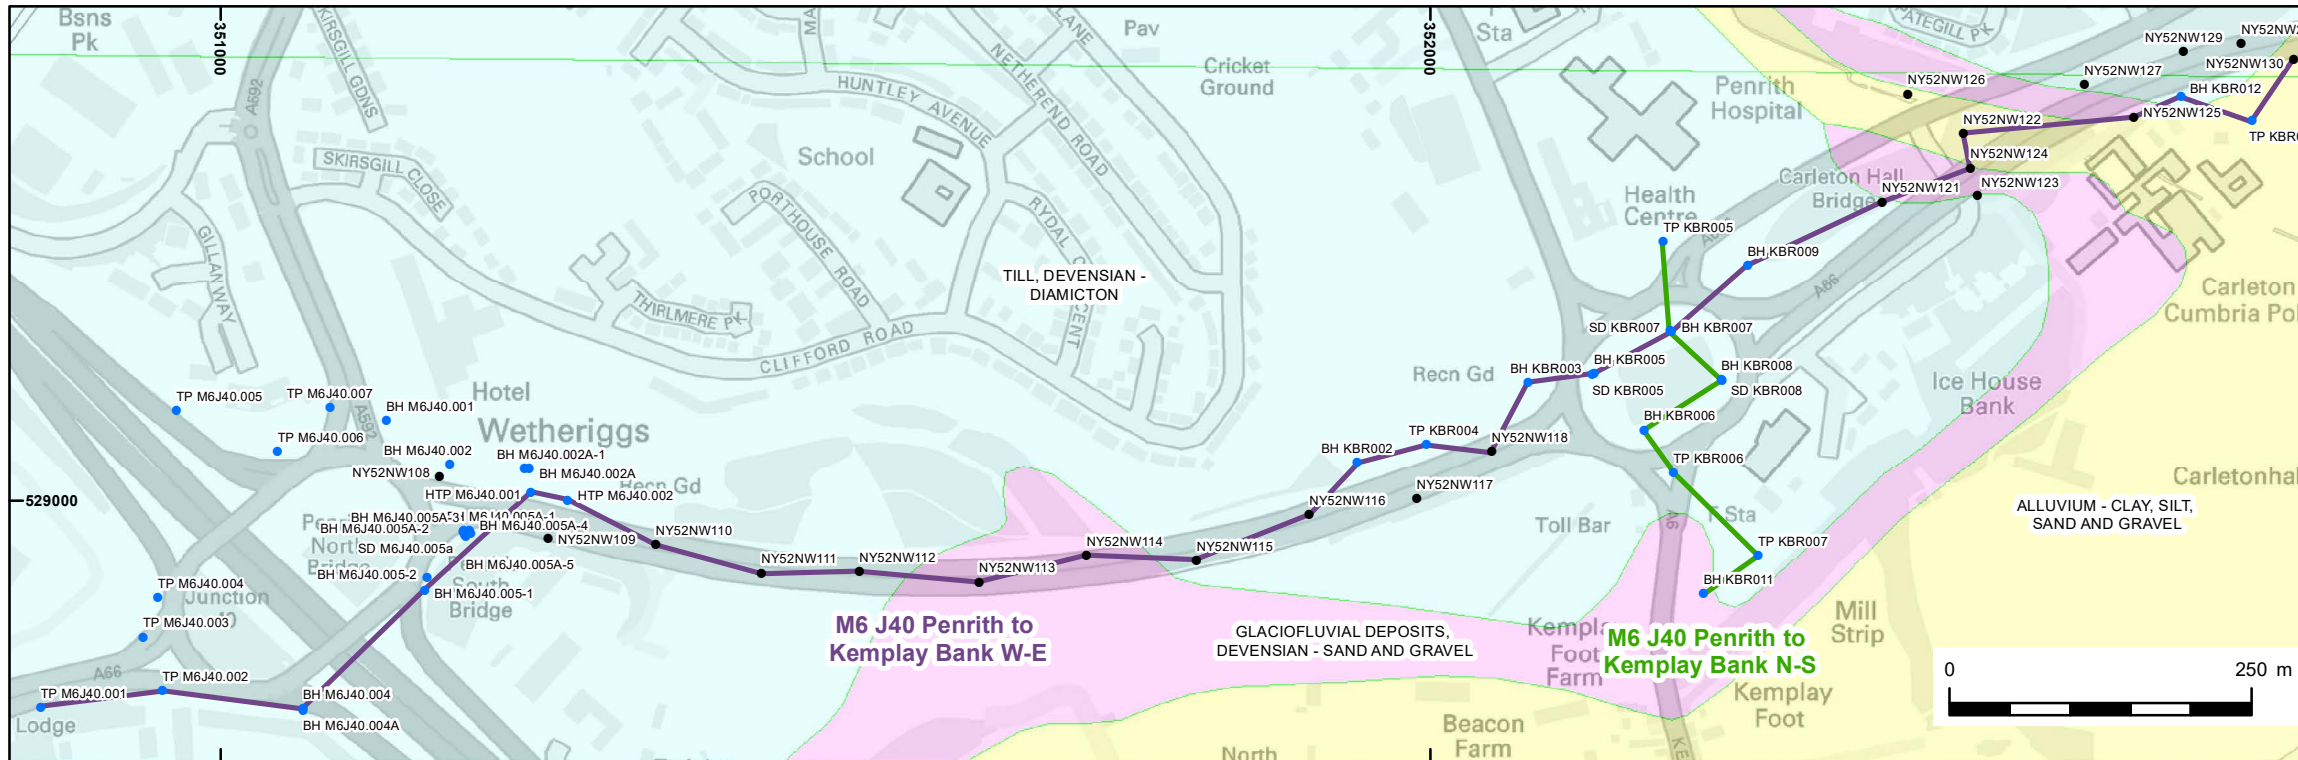 Bsns
Pk
KIRSGILL GDNS
351000
A592
MA
LANE
Pav
352000
Sta
PATEGILL PK
NY52NW129
NY52NW2
NY52NW127
NY52NW130
NY52NW126
BH KBR012
NY52NW125
TP KBR0
Cricket
Ground
NETHEREND ROAD
HUNTLEY AVENUE
Penrith
Hospital
NY52NW122
NY52NW124
NY52NW123
NY52NW121
Carleton Hall
Bridge
SKIRSGILL CLOSE
School
GILLAN WAY
PORTHOUSE ROAD
RYDAL CRESCENT
Health
Centre
TP KBR005
BH KBR009
A66
TILL, DEVENSIAN -
DIAMICTON
THIRLMERE PK
CLIFFORD ROAD
Carleton
Cumbria Pol
SD KBR007
BH KBR007
BH KBR003
BH KBR005
SD KBR005
BH KBR008
SD KBR008
Recn Gd
Ice House
Bank
TP M6J40.005
TP M6J40.007
BH M6J40.001
A592
Hotel
Wetheriggs
BH KBR006
TP KBR004
NY52NW118
BH KBR002
TP M6J40.006
BH M6J40.002
BH M6J40.002A-1
BH M6J40.002A
NY52NW108
HTP M6J40.001
HTP M6J40.002
Recn Gd
TP KBR006
Carletonhal
529000
NY52NW117
NY52NW116
ALLUVIUM - CLAY, SILT,
SAND AND GRAVEL
BH M6J40.005A-4
BH M6J40.005A-2
SD M6J40.005a
NY52NW109
NY52NW110
Toll Bar
A6
BH M6J40.005A-5
NY52NW111
NY52NW112
NY52NW113
NY52NW114
NY52NW115
TP KBR007
BH M6J40.005-2
BH M6J40.005-1
South
Bridge
TP M6J40.004
Junction
TP M6J40.003
BH KBR011
M6 J40 Penrith to
Kemplay Bank W-E
GLACIOFLUVIAL DEPOSITS,
DEVENSIAN - SAND AND GRAVEL
Foot
Farm
M6 J40 Penrith to
Kemplay Bank N-S
Mill
Strip
0 250 m
A66
TP M6J40.001
TP M6J40.002
BH M6J40.004
BH M6J40.004A
Lodge
Kemplay
Foot
Beacon
Farm
North